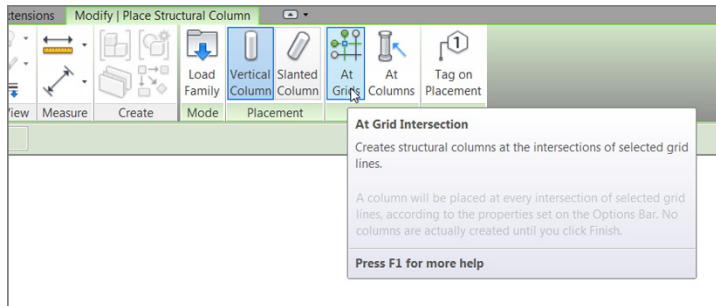 xtensions Modify | Place Structural Column
Load Family
Vertical Column
Slanted Column
At Grids
At Columns
Tag on Placement
View Measure Create Mode Placement
At Grid Intersection
Creates structural columns at the intersections of selected grid
lines.
A column will be placed at every intersection of selected grid
lines, according to the properties set on the Options Bar. No
columns are actually created until you click Finish.
Press F1 for more help